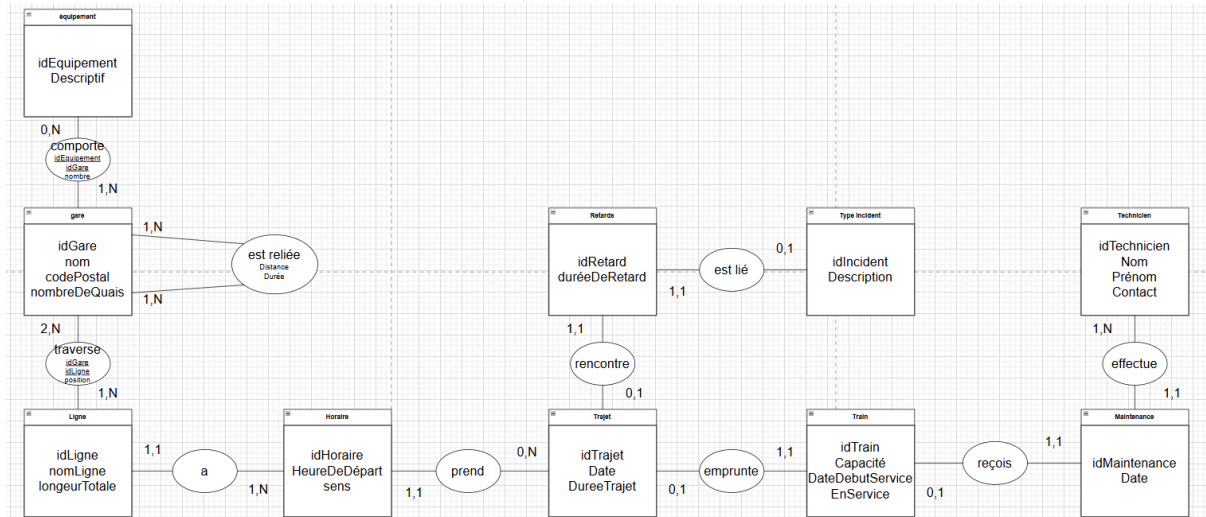 équipement
idEquipement
Descriptif
0,N
comporte
idEquipement
idGare
nombre
1,N
gare
idGare
nom
codePostal
nombreDeQuais
1,N
est reliée
Distance
Durée
1,N
Retards
idRetard
duréeDeRetard
1,1
est lié
0,1
Type incident
idIncident
Description
Technicien
idTechnicien
Nom
Prénom
Contact
2,N
traverse
idGare
idLigne
position
1,N
1,1
rencontre
0,1
1,N
effectue
1,1
Ligne
idLigne
nomLigne
longeurTotale
1,1
a
1,N
Horaire
idHoraire
HeureDeDépart
sens
1,1
prend
0,N
Trajet
idTrajet
Date
DureeTrajet
0,1
emprunte
1,1
Train
idTrain
Capacité
DateDebutService
EnService
0,1
reçois
1,1
Maintenance
idMaintenance
Date